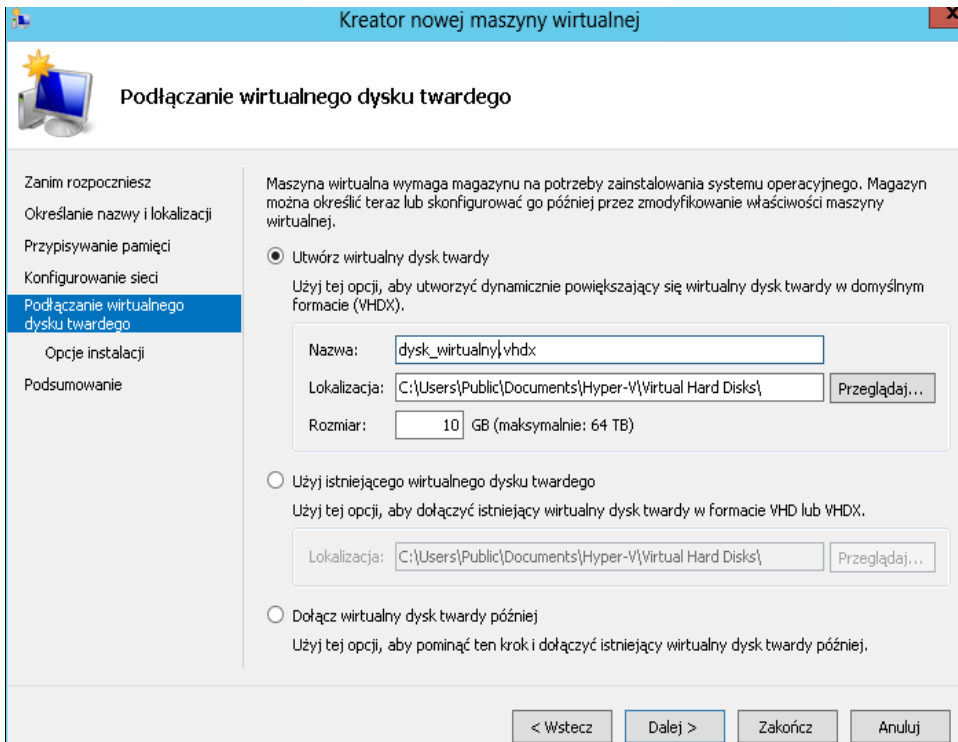 Kreator nowej maszyny wirtualnej
x
Podłączanie wirtualnego dysku twardego
Zanim rozpoczniesz
Określanie nazwy i lokalizacji
Przypisywanie pamięci
Konfigurowanie sieci
Podłączanie wirtualnego
dysku twardego
Opcje instalacji
Podsumowanie
Maszyna wirtualna wymaga magazynu na potrzeby zainstalowania systemu operacyjnego. Magazyn
można określić teraz lub skonfigurować go później przez zmodyfikowanie właściwości maszyny
wirtualnej.
Utwórz wirtualny dysk twardy
Użyj tej opcji, aby utworzyć dynamicznie powiększający się wirtualny dysk twardy w domyślnym
formacie (VHDX).
Nazwa: dysk_wirtualny.vhdx
Lokalizacja: C:\Users\Public\Documents\Hyper-V\Virtual Hard Disks\ Przeglądaj...
Rozmiar: 10 GB (maksymalnie: 64 TB)
Użyj istniejącego wirtualnego dysku twardego
Użyj tej opcji, aby dołączyć istniejący wirtualny dysk twardy w formacie VHD lub VHDX.
Lokalizacja: C:\Users\Public\Documents\Hyper-V\Virtual Hard Disks\ Przeglądaj...
Dołącz wirtualny dysk twardy później
Użyj tej opcji, aby pominąć ten krok i dołączyć istniejący wirtualny dysk twardy później.
< Wstecz Dalej > Zakończ Anuluj